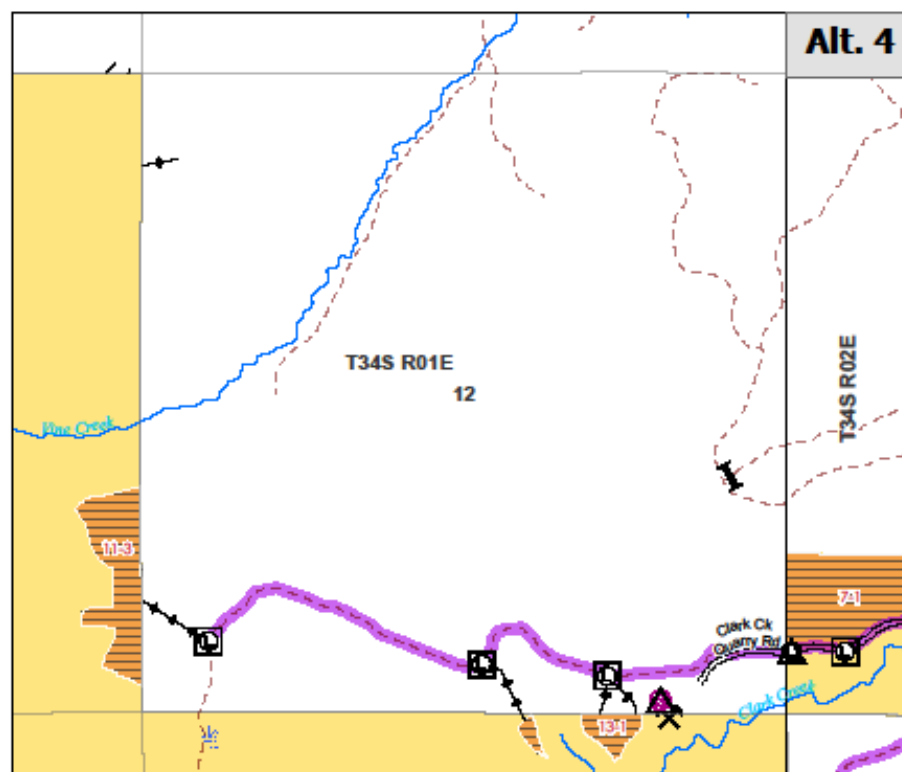 Alt. 4
T34S R01E
12
T34S R02E
Vine Creek
11-3
7-1
Clark Ck
Quarry Rd
Clark Creek
13-1